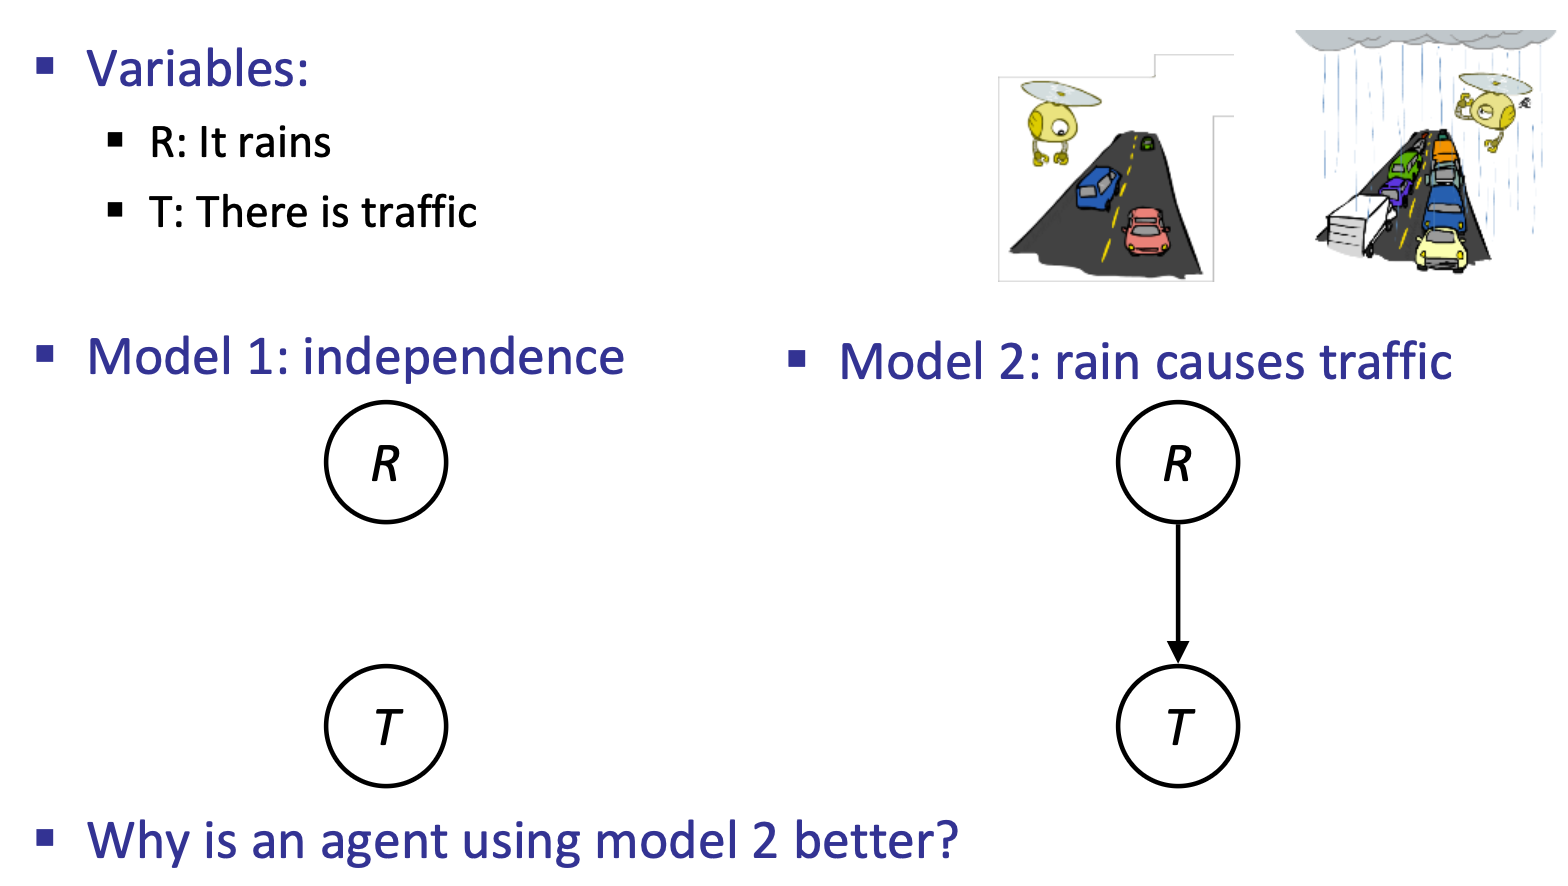 ▪ Variables:
▪ R: It rains
▪ T: There is traffic
▪ Model 1: independence
R
T
▪ Model 2: rain causes traffic
R
T
▪ Why is an agent using model 2 better?